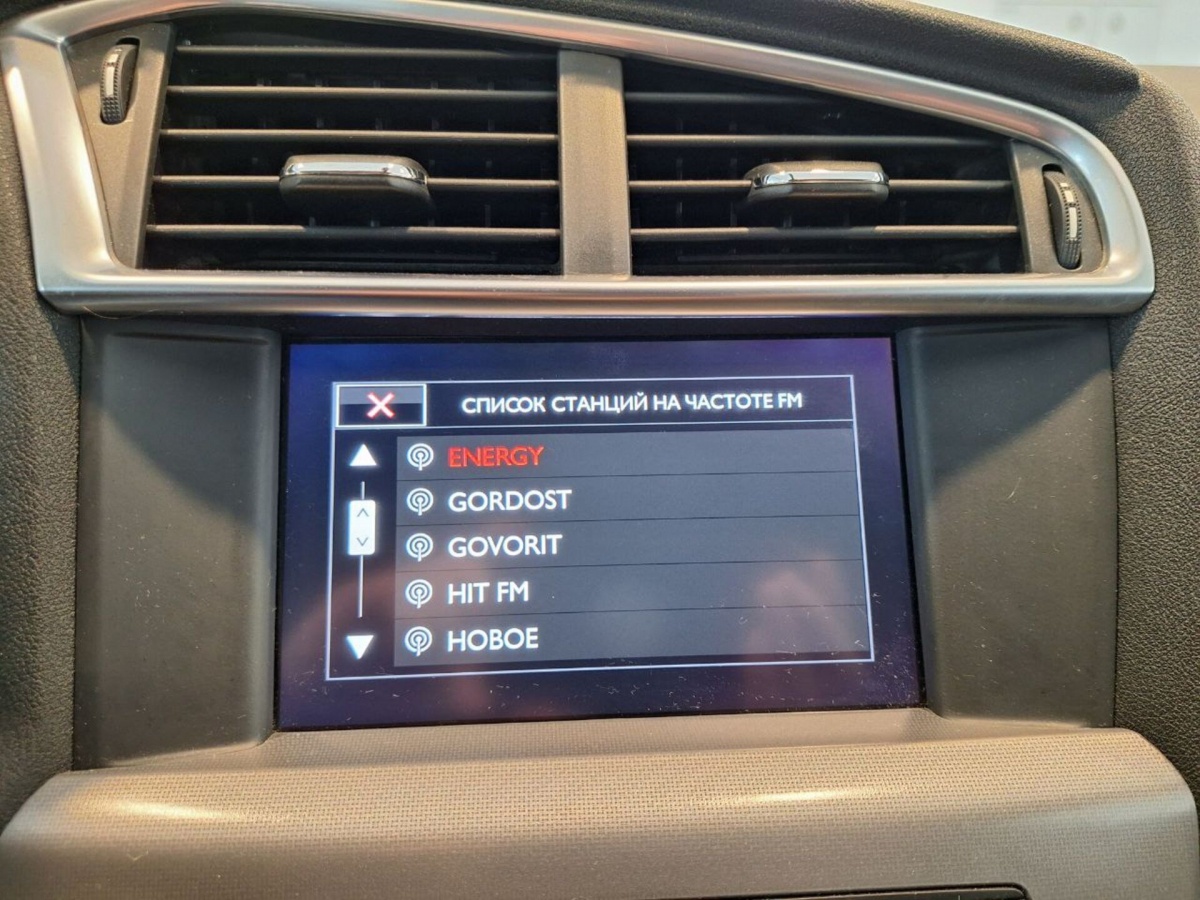 СПИСОК СТАНЦИЙ НА ЧАСТОТЕ FM
ENERGY
GORDOST
GOVORIT
HIT FM
НОВОЕ